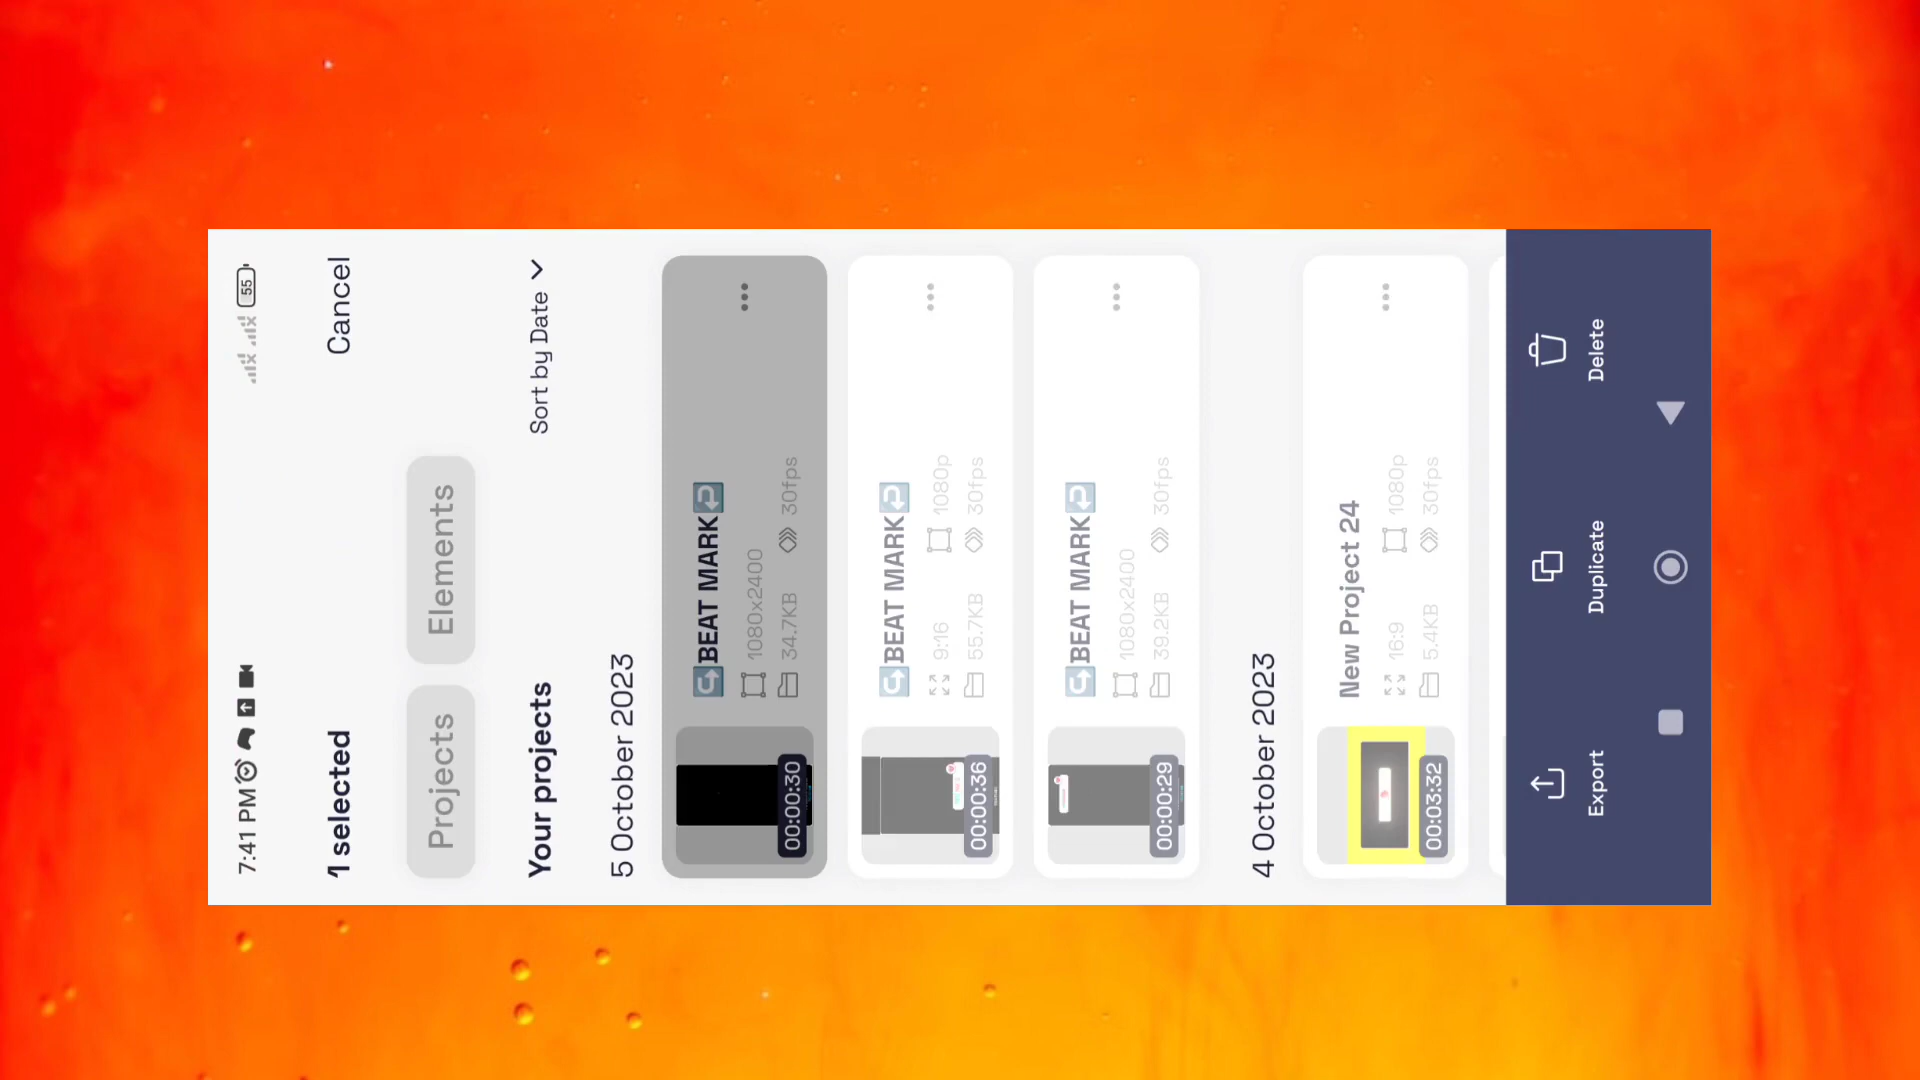 7:41 PM 55
1 selected Cancel
Projects Elements
Your projects Sort by Date
5 October 2023
↪️BEAT MARK↩️
1080x2400
34.7KB 30fps
00:00:30
↪️BEAT MARK↩️
9:16 1080p
55.7KB 30fps
00:00:36
↪️BEAT MARK↩️
1080x2400
39.2KB 30fps
00:00:29
4 October 2023
New Project 24
16:9 1080p
5.4KB 30fps
00:03:32
Export Duplicate Delete